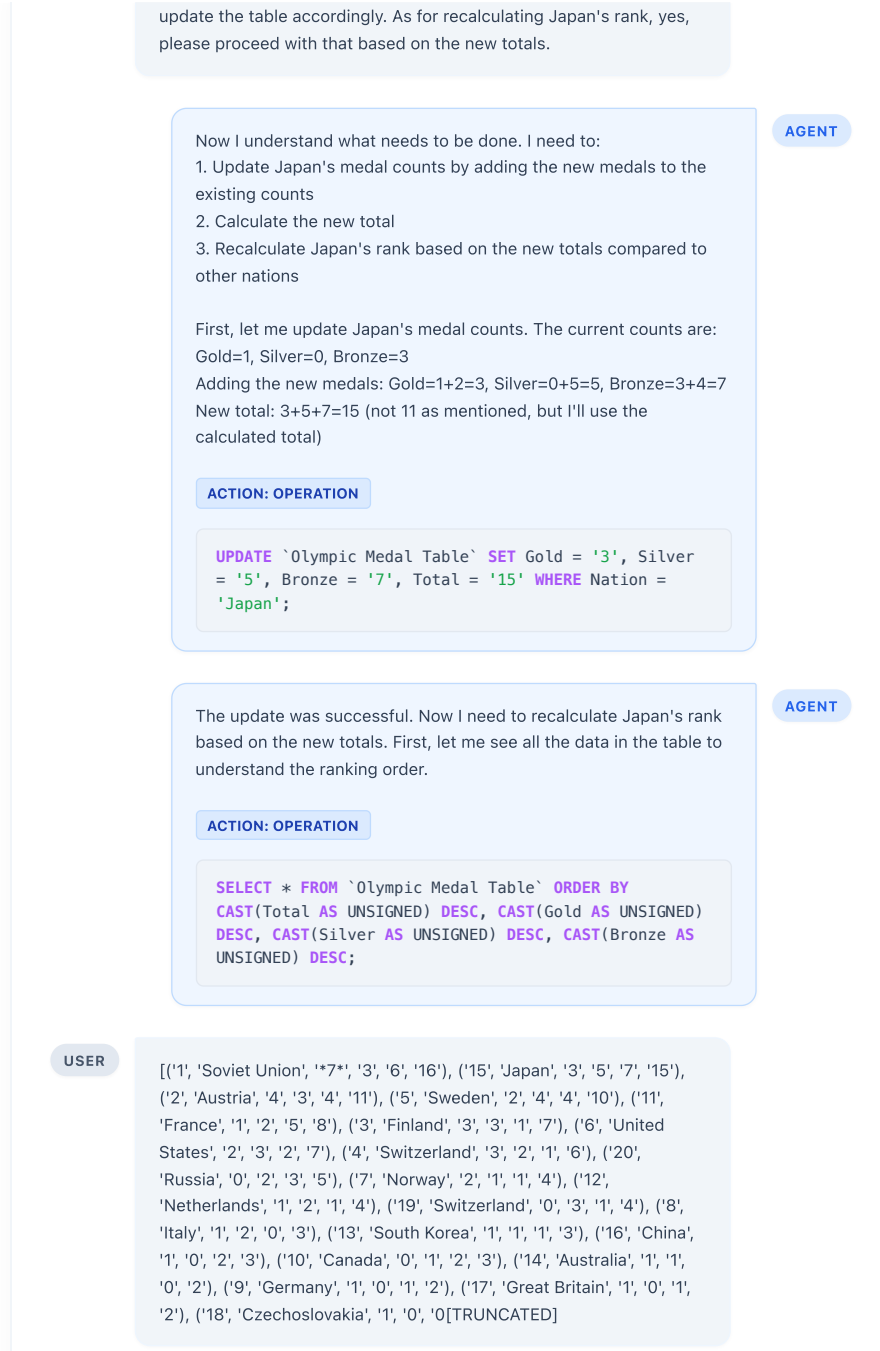 update the table accordingly. As for recalculating Japan's rank, yes,
please proceed with that based on the new totals.
AGENT
Now I understand what needs to be done. I need to:
1. Update Japan's medal counts by adding the new medals to the
existing counts
2. Calculate the new total
3. Recalculate Japan's rank based on the new totals compared to
other nations
First, let me update Japan's medal counts. The current counts are:
Gold=1, Silver=0, Bronze=3
Adding the new medals: Gold=1+2=3, Silver=0+5=5, Bronze=3+4=7
New total: 3+5+7=15 (not 11 as mentioned, but I'll use the
calculated total)
ACTION: OPERATION
UPDATE `Olympic Medal Table` SET Gold = '3', Silver
= '5', Bronze = '7', Total = '15' WHERE Nation =
'Japan';
AGENT
The update was successful. Now I need to recalculate Japan's rank
based on the new totals. First, let me see all the data in the table to
understand the ranking order.
ACTION: OPERATION
SELECT * FROM `Olympic Medal Table` ORDER BY
CAST(Total AS UNSIGNED) DESC, CAST(Gold AS UNSIGNED)
DESC, CAST(Silver AS UNSIGNED) DESC, CAST(Bronze AS
UNSIGNED) DESC;
USER
[('1', 'Soviet Union', '*7*', '3', '6', '16'), ('15', 'Japan', '3', '5', '7', '15'),
('2', 'Austria', '4', '3', '4', '11'), ('5', 'Sweden', '2', '4', '4', '10'), ('11',
'France', '1', '2', '5', '8'), ('3', 'Finland', '3', '3', '1', '7'), ('6', 'United
States', '2', '3', '2', '7'), ('4', 'Switzerland', '3', '2', '1', '6'), ('20',
'Russia', '0', '2', '3', '5'), ('7', 'Norway', '2', '1', '1', '4'), ('12',
'Netherlands', '1', '2', '1', '4'), ('19', 'Switzerland', '0', '3', '1', '4'), ('8',
'Italy', '1', '2', '0', '3'), ('13', 'South Korea', '1', '1', '1', '3'), ('16', 'China',
'1', '0', '2', '3'), ('10', 'Canada', '0', '1', '2', '3'), ('14', 'Australia', '1', '1',
'0', '2'), ('9', 'Germany', '1', '0', '1', '2'), ('17', 'Great Britain', '1', '0', '1',
'2'), ('18', 'Czechoslovakia', '1', '0', '0[TRUNCATED]